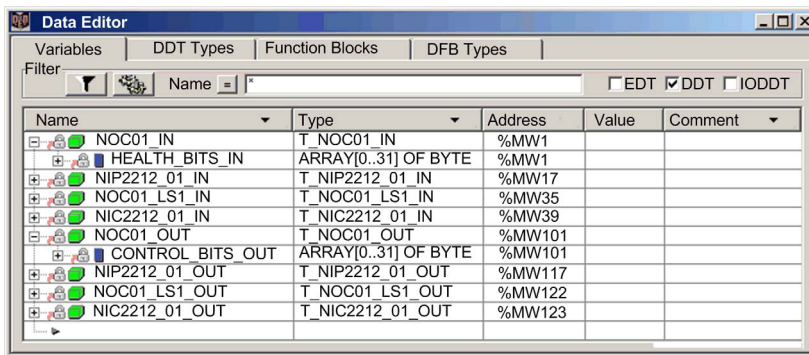 Data Editor
Variables DDT Types Function Blocks DFB Types
Filter
Name = * EDT DDT IODDT
Name Type Address Value Comment
NOC01_IN T_NOC01_IN %MW1
HEALTH_BITS_IN ARRAY[0..31] OF BYTE %MW1
NIP2212_01_IN T_NIP2212_01_IN %MW17
NOC01_LS1_IN T_NOC01_LS1_IN %MW35
NIC2212_01_IN T_NIC2212_01_IN %MW39
NOC01_OUT T_NOC01_OUT %MW101
CONTROL_BITS_OUT ARRAY[0..31] OF BYTE %MW101
NIP2212_01_OUT T_NIP2212_01_OUT %MW117
NOC01_LS1_OUT T_NOC01_LS1_OUT %MW122
NIC2212_01_OUT T_NIC2212_01_OUT %MW123